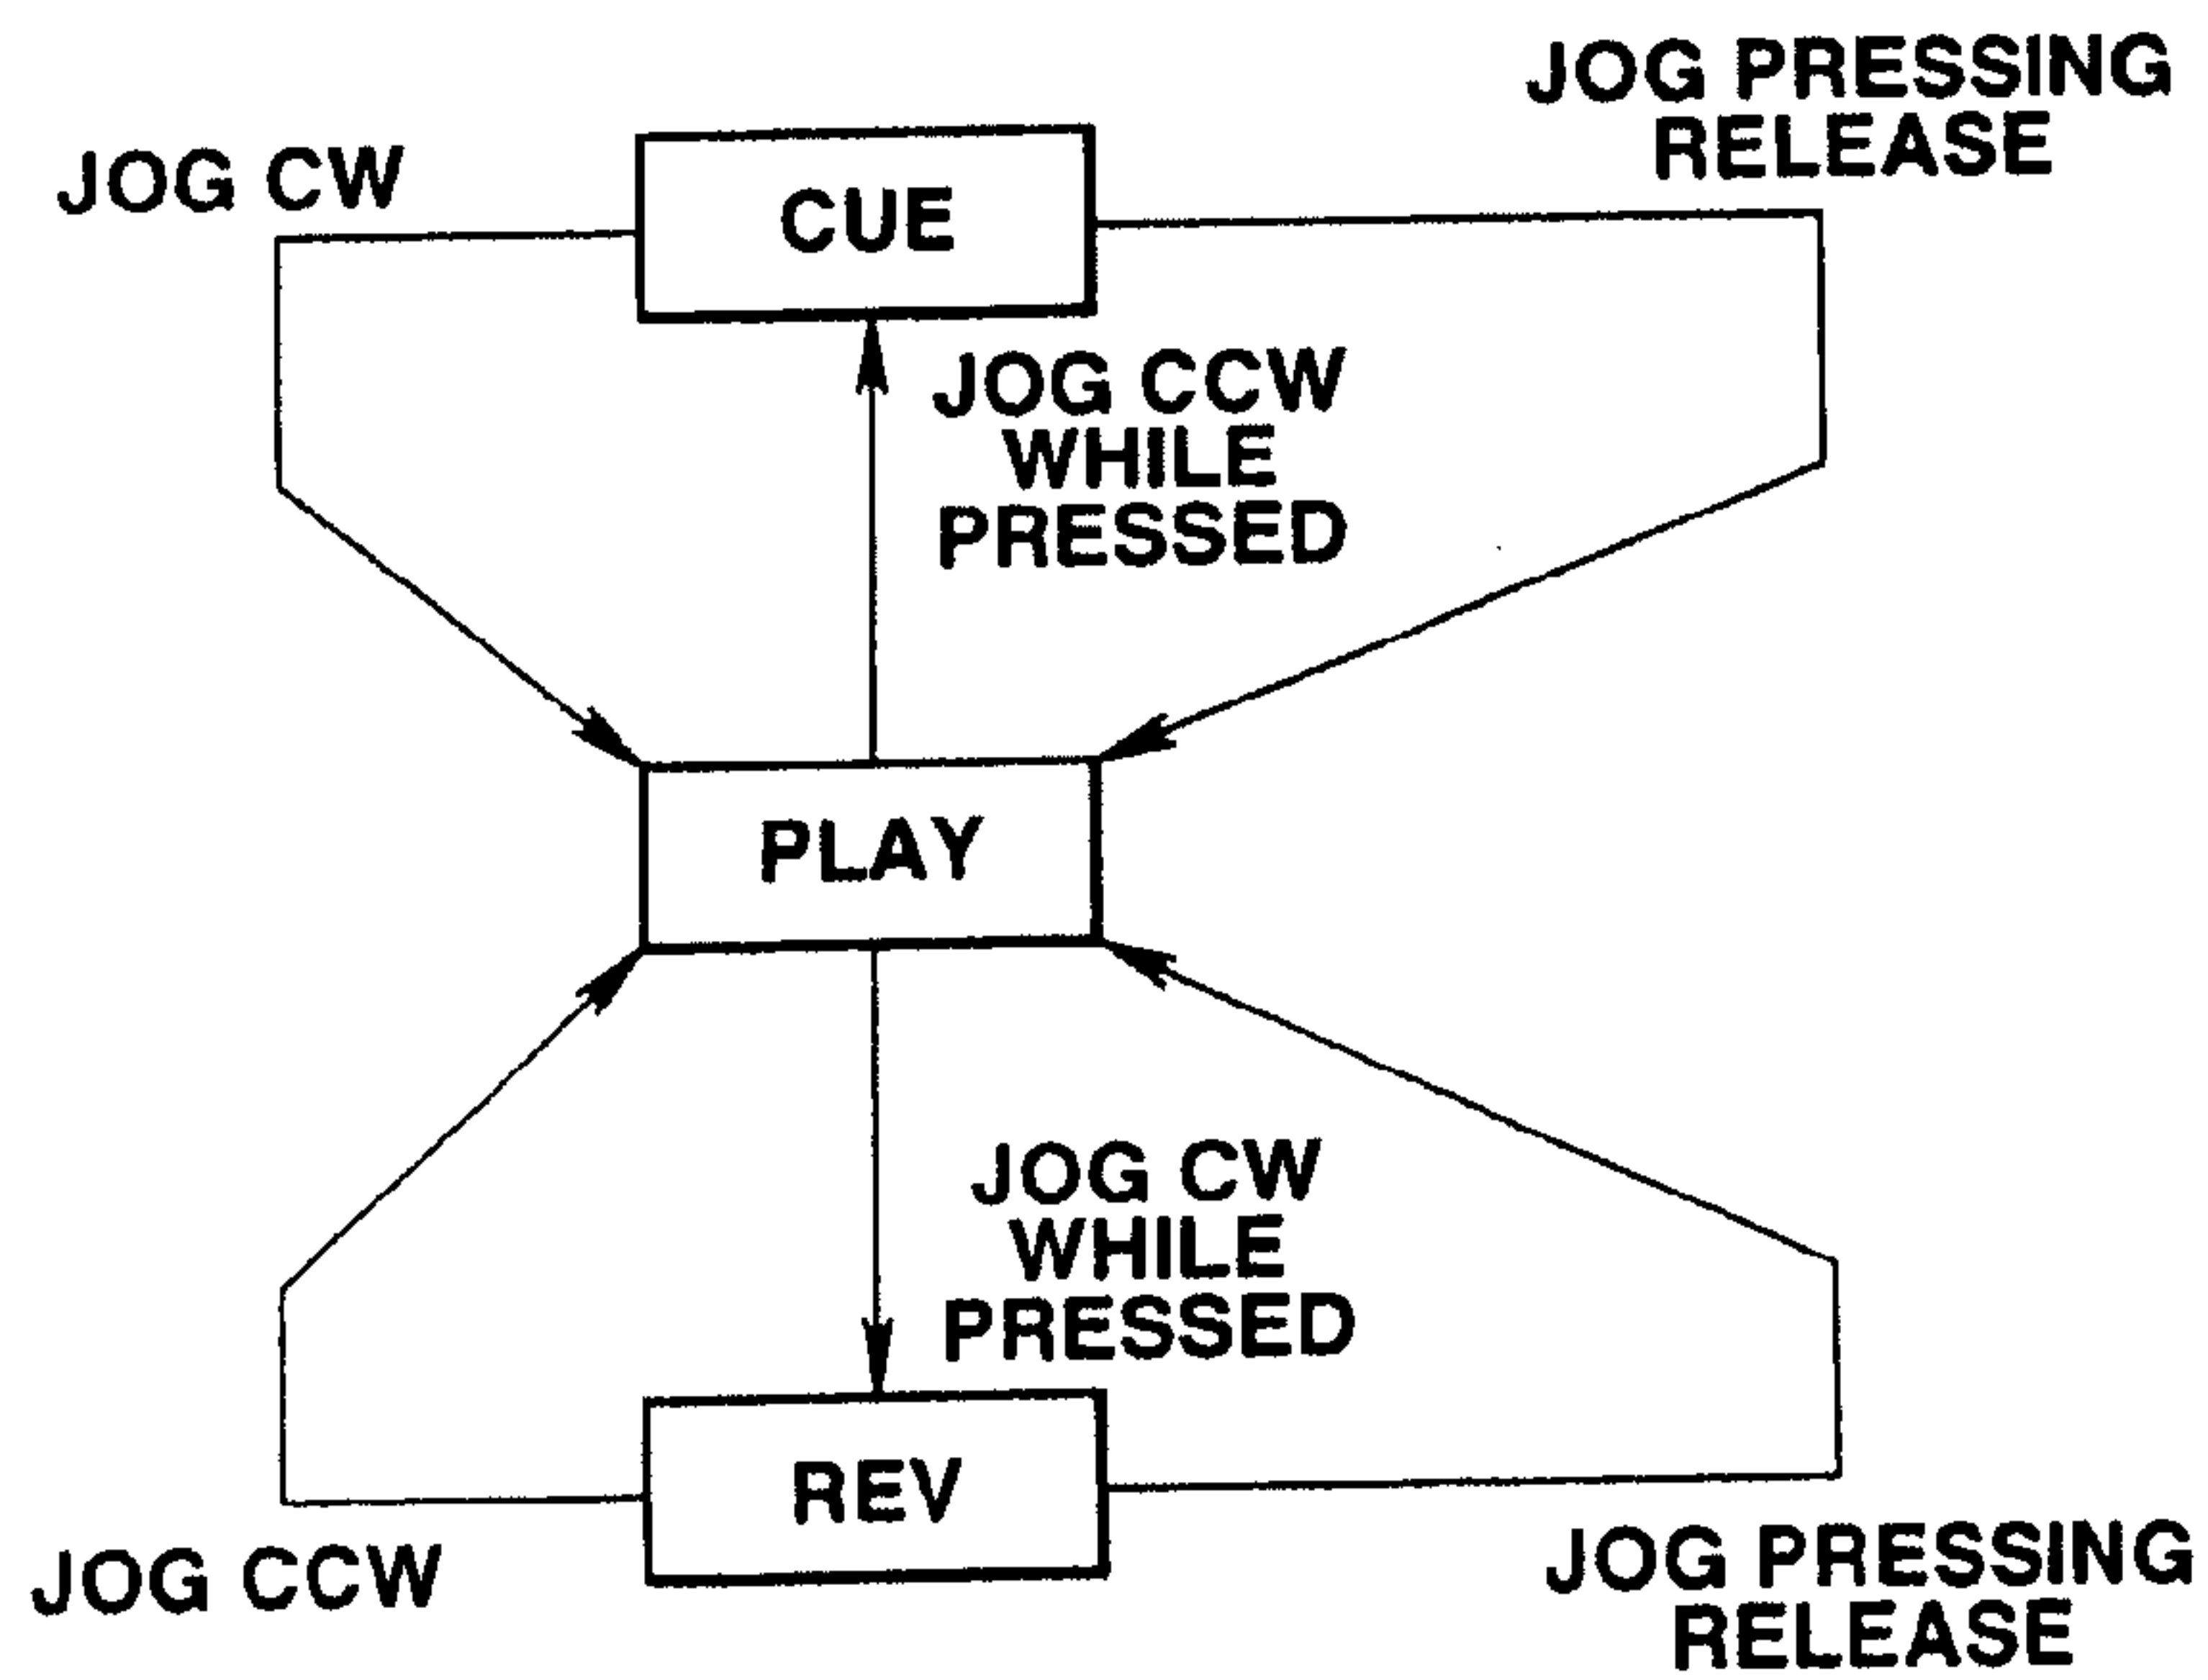 JOG PRESSING
RELEASE
JOG CW
CUE
JOG CCW
WHILE
PRESSED
PLAY
JOG CW
WHILE
PRESSED
REV
JOG CCW
JOG PRESSING
RELEASE